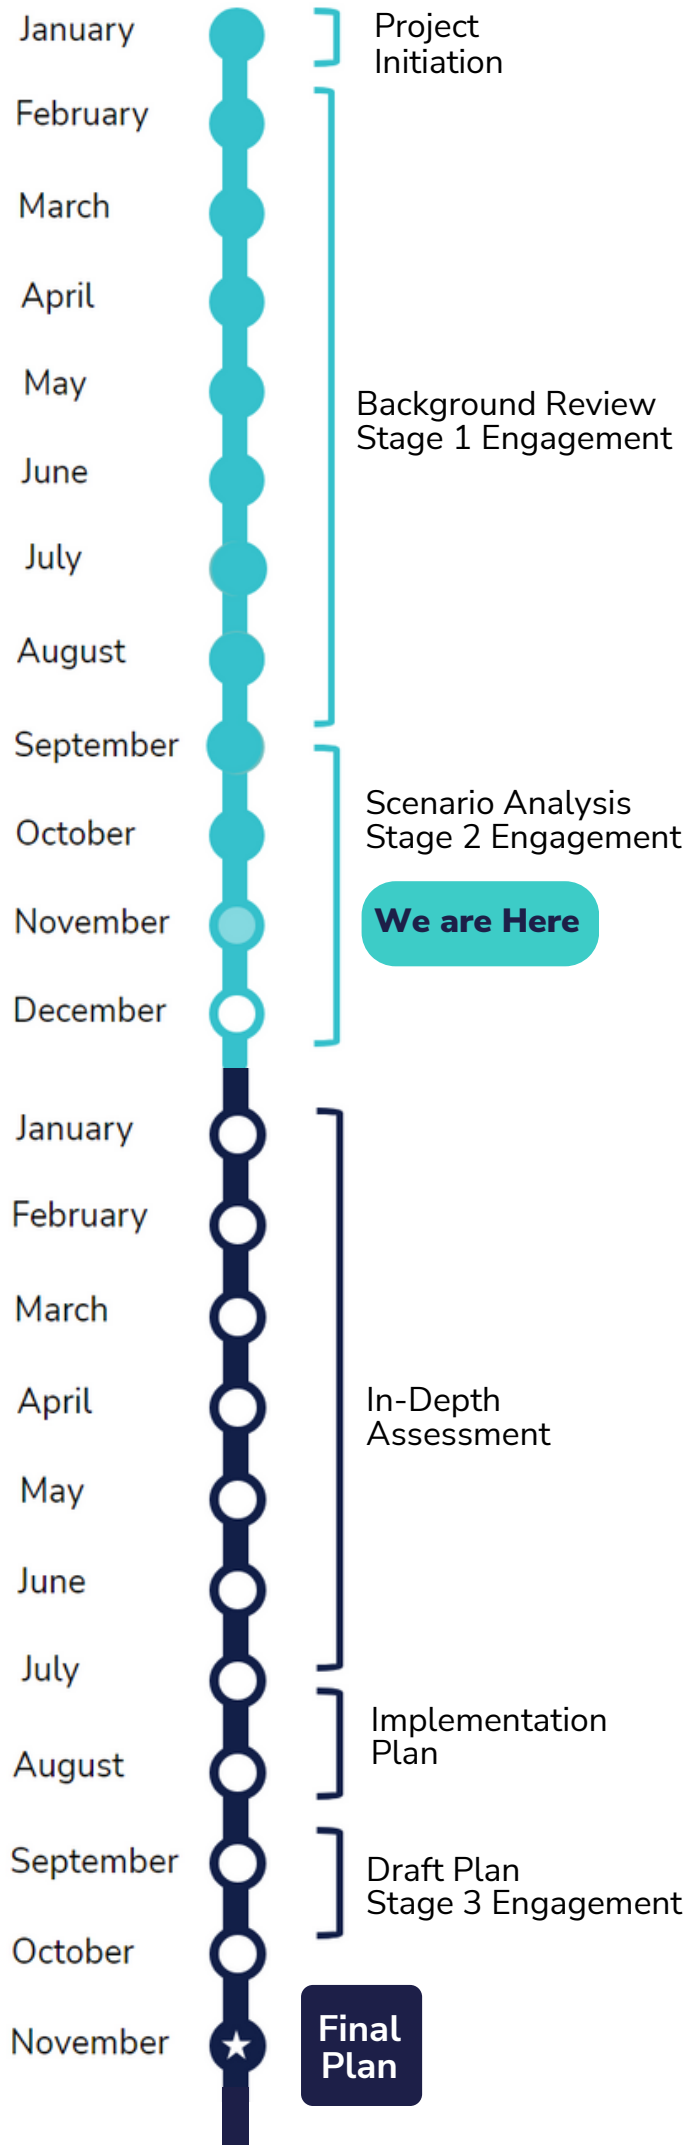 January
Project
Initiation
February
March
April
May
Background Review
Stage 1 Engagement
June
July
August
September
Scenario Analysis
October
Stage 2 Engagement
November
We are Here
December
January
February
March
April
In-Depth
Assessment
May
June
July
Implementation
Plan
August
September
Draft Plan
Stage 3 Engagement
October
November
Final
Plan